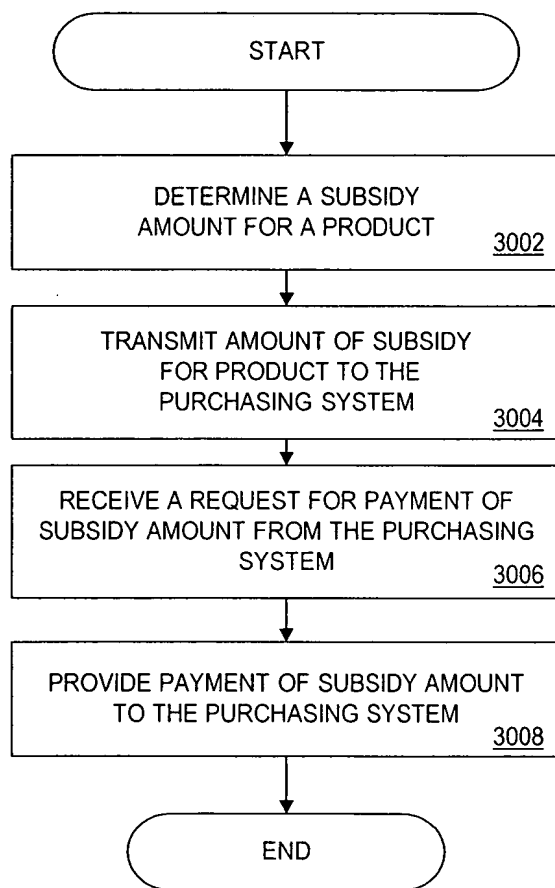 START
DETERMINE A SUBSIDY
AMOUNT FOR A PRODUCT
3002
TRANSMIT AMOUNT OF SUBSIDY
FOR PRODUCT TO THE
PURCHASING SYSTEM
3004
RECEIVE A REQUEST FOR PAYMENT OF
SUBSIDY AMOUNT FROM THE PURCHASING
SYSTEM
3006
PROVIDE PAYMENT OF SUBSIDY AMOUNT
TO THE PURCHASING SYSTEM
3008
END